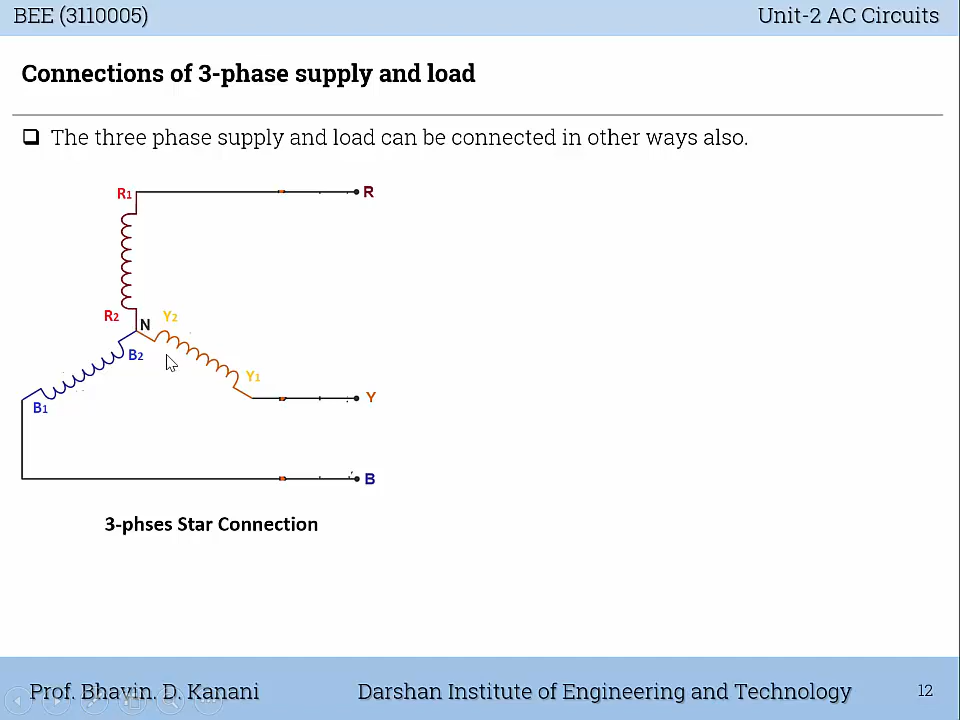 BEE (3110005) Unit-2 AC Circuits
Connections of 3-phase supply and load
The three phase supply and load can be connected in other ways also.
R1 R
R2 N Y2
B2
Y1
Y
B1
B
3-phses Star Connection
Prof. Bhavin. D. Kanani Darshan Institute of Engineering and Technology 12